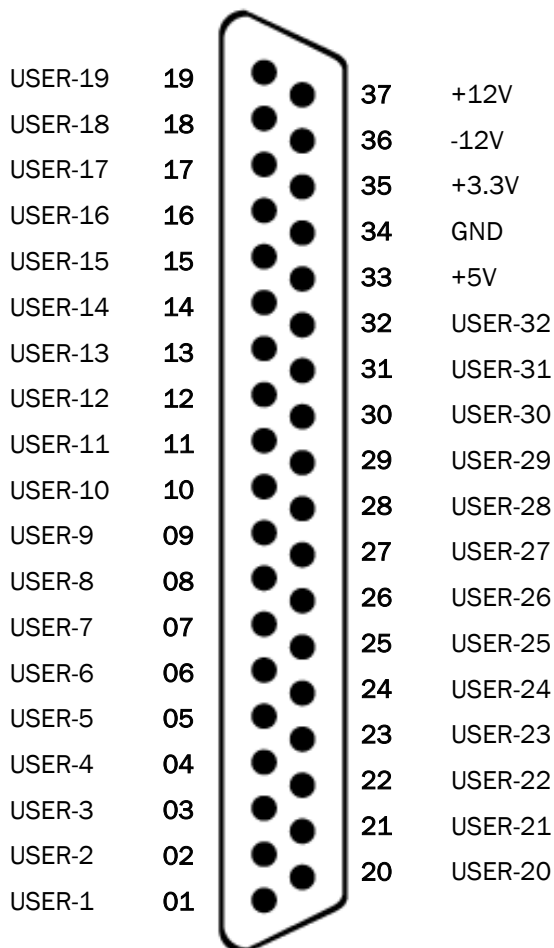 USER-19 19
37 +12V
USER-18 18
36 -12V
USER-17 17
35 +3.3V
USER-16 16
34 GND
USER-15 15
33 +5V
USER-14 14
32 USER-32
USER-13 13
31 USER-31
USER-12 12
30 USER-30
USER-11 11
29 USER-29
USER-10 10
28 USER-28
USER-9 09
27 USER-27
USER-8 08
26 USER-26
USER-7 07
25 USER-25
USER-6 06
24 USER-24
USER-5 05
23 USER-23
USER-4 04
22 USER-22
USER-3 03
21 USER-21
USER-2 02
20 USER-20
USER-1 01